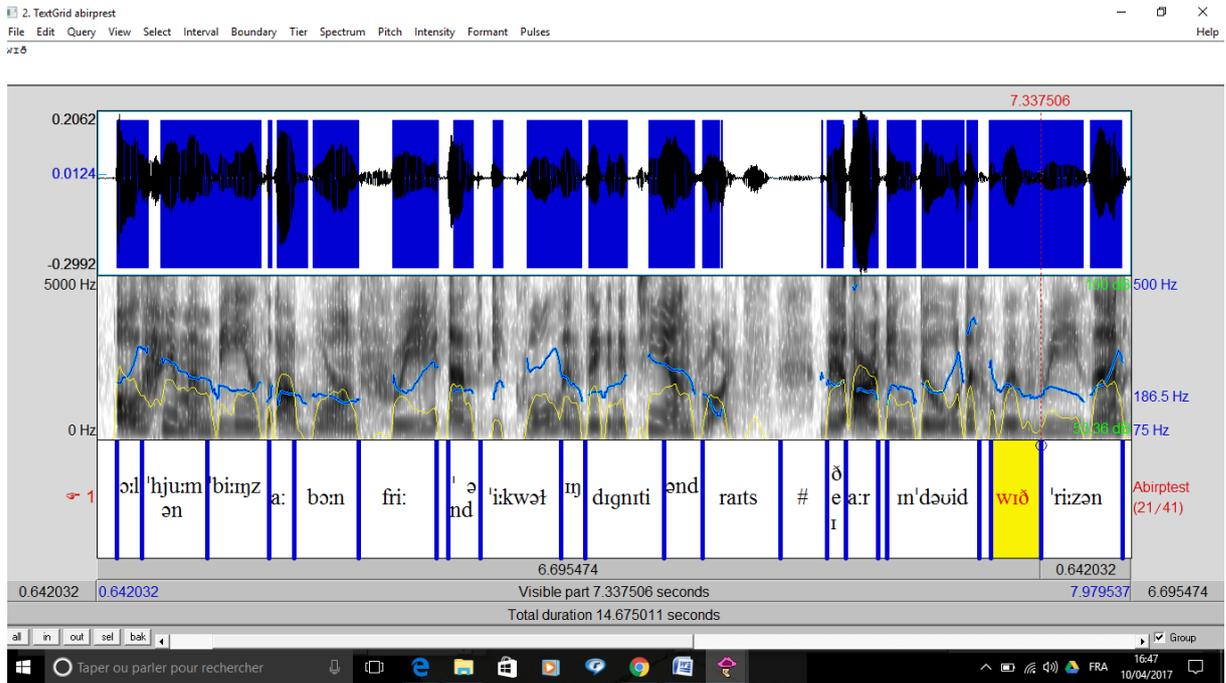 2. TextGrid abirprest
File Edit Query View Select Interval Boundary Tier Spectrum Pitch Intensity Formant Pulses Help
wɪð
7.337506
0.2062
0.0124
-0.2992
5000 Hz 500 Hz
186.5 Hz
0 Hz 75 Hz
ɔ:l ˈhju:mən ˈbi:ɪŋz a: bɔ:n fri: ˈənd ˈi:kwəɫ ɪŋ dɪgnɪti ənd raɪts # ðeɪ a:r ɪnˈdəʊid wɪð ˈri:zən
1 Abirptest
(21/41)
6.695474 0.642032
0.642032 0.642032 Visible part 7.337506 seconds 7.979537 6.695474
Total duration 14.675011 seconds
all in out sel bak Group
Taper ou parler pour rechercher FRA 16:47
10/04/2017